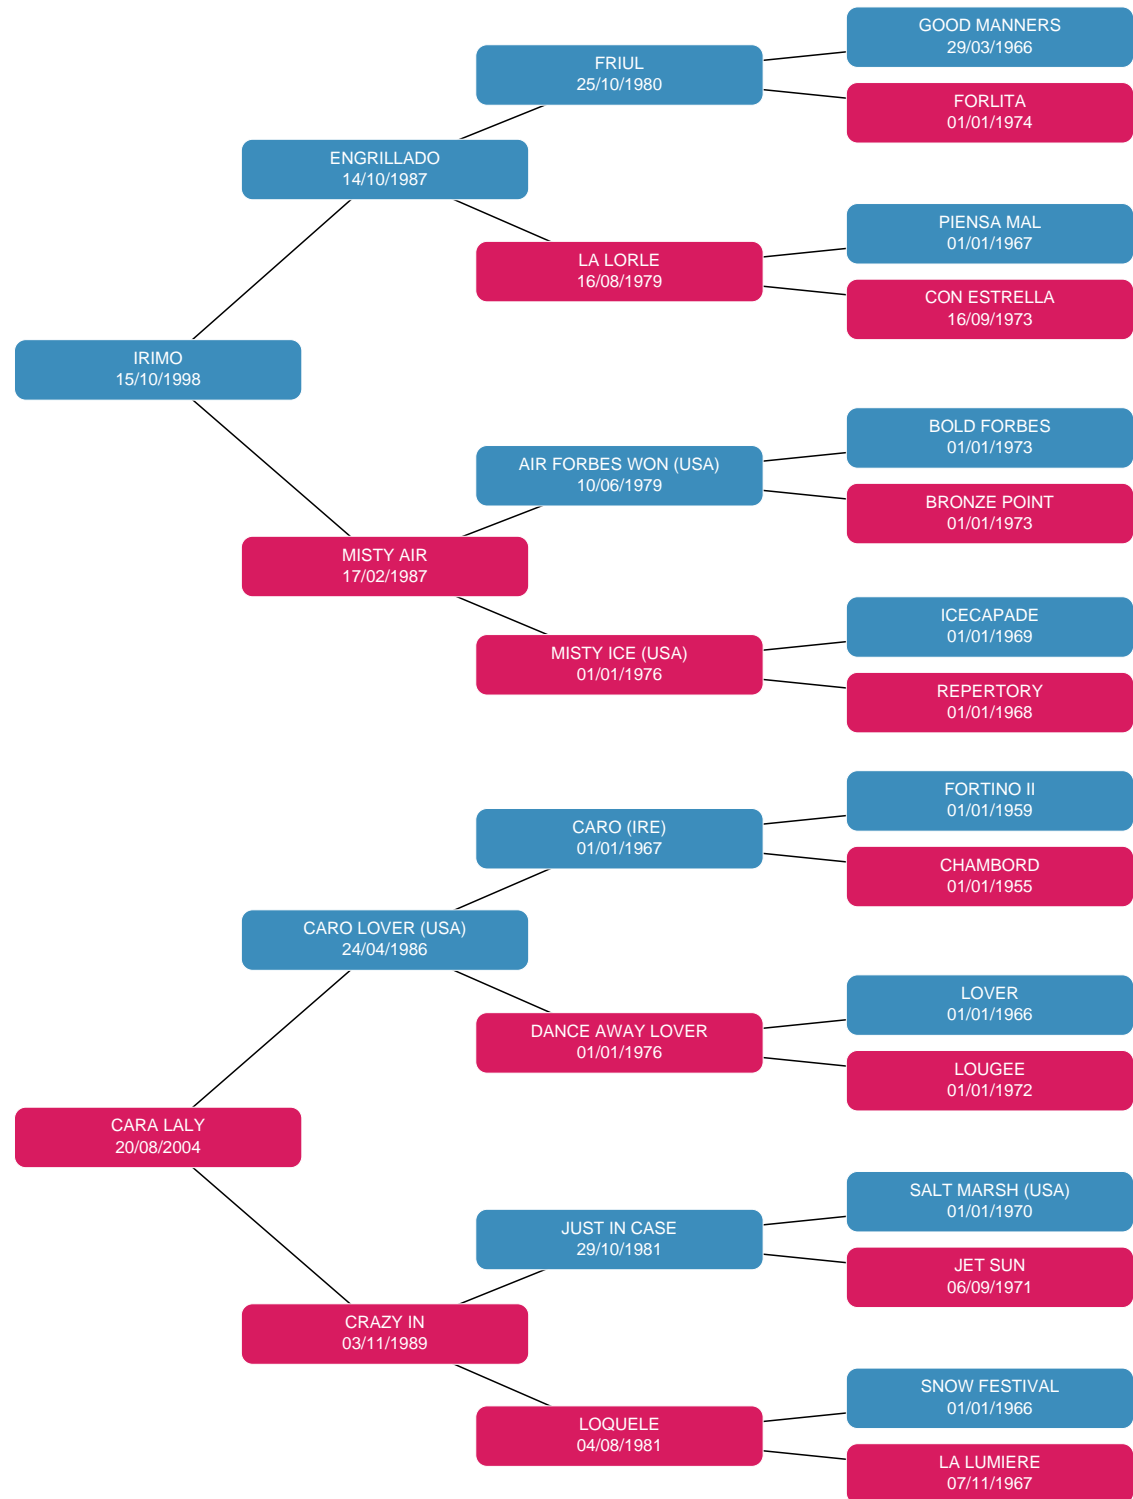 GOOD MANNERS
29/03/1966
FRIUL
25/10/1980
FORLITA
01/01/1974
ENGRILLADO
14/10/1987
PIENSA MAL
01/01/1967
LA LORLE
16/08/1979
CON ESTRELLA
16/09/1973
IRIMO
15/10/1998
BOLD FORBES
01/01/1973
AIR FORBES WON (USA)
10/06/1979
BRONZE POINT
01/01/1973
MISTY AIR
17/02/1987
ICECAPADE
01/01/1969
MISTY ICE (USA)
01/01/1976
REPERTORY
01/01/1968
FORTINO II
01/01/1959
CARO (IRE)
01/01/1967
CHAMBORD
01/01/1955
CARO LOVER (USA)
24/04/1986
LOVER
01/01/1966
DANCE AWAY LOVER
01/01/1976
LOUGEE
01/01/1972
CARA LALY
20/08/2004
SALT MARSH (USA)
01/01/1970
JUST IN CASE
29/10/1981
JET SUN
06/09/1971
CRAZY IN
03/11/1989
SNOW FESTIVAL
01/01/1966
LOQUELE
04/08/1981
LA LUMIERE
07/11/1967